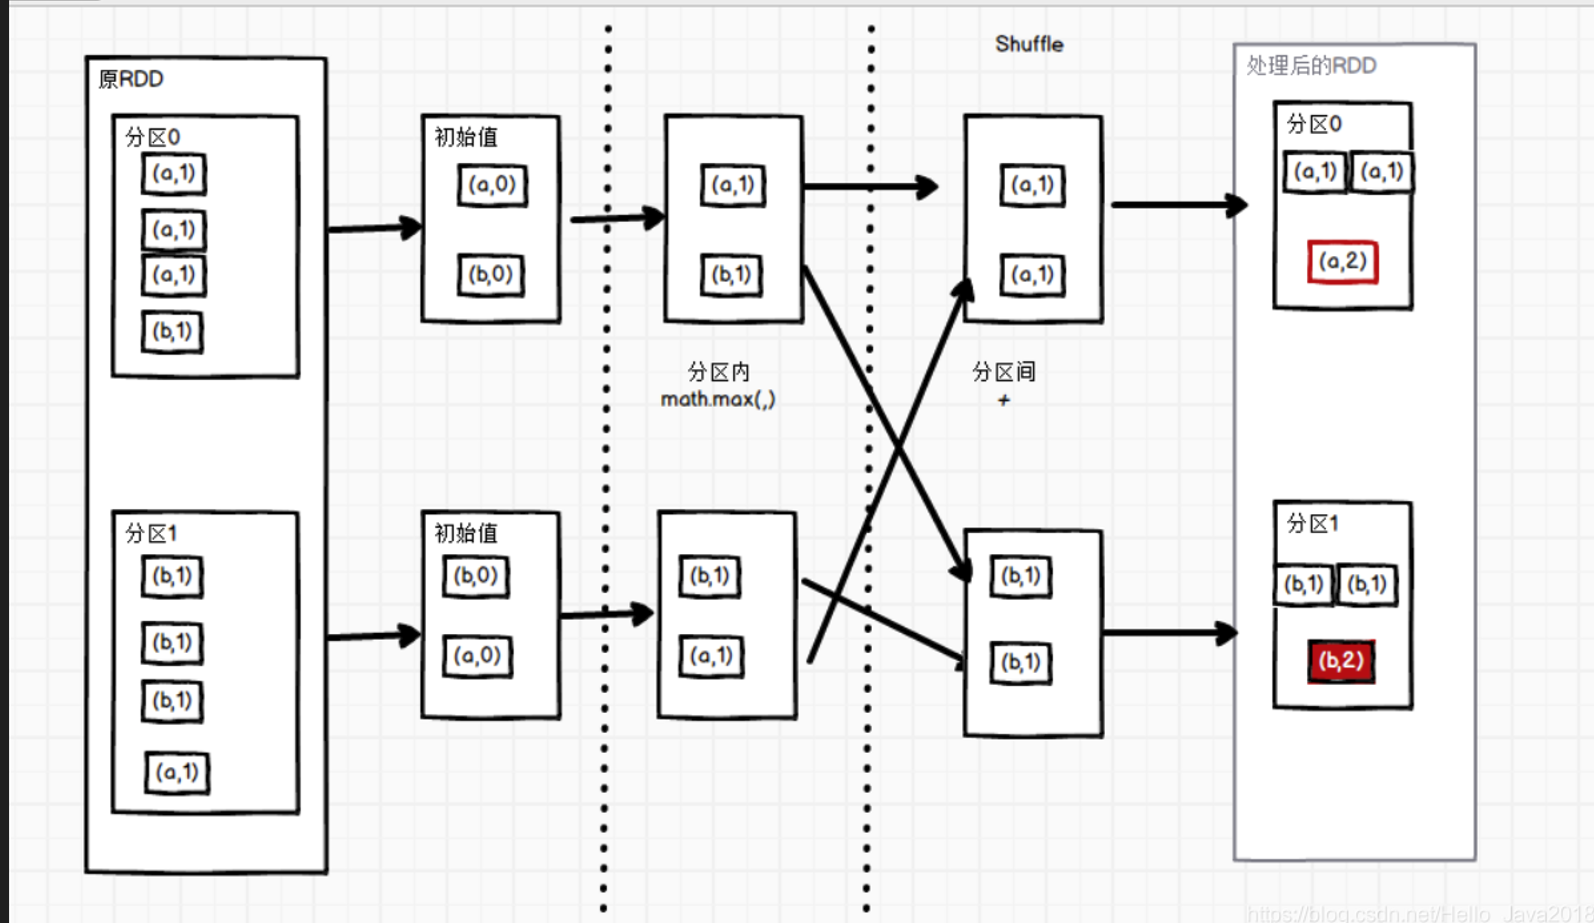 Shuffle
原RDD
分区0
(a,1)
(a,1)
(a,1)
(b,1)
初始值
(a,0)
(b,0)
(a,1)
(b,1)
分区内
math.max(,)
(a,1)
(a,1)
分区间
+
处理后的RDD
分区0
(a,1) (a,1)
(a,2)
分区1
(b,1)
(b,1)
(b,1)
(a,1)
初始值
(b,0)
(a,0)
(b,1)
(a,1)
(b,1)
(b,1)
分区1
(b,1) (b,1)
(b,2)
https://blog.csdn.net/Hello_Java2018